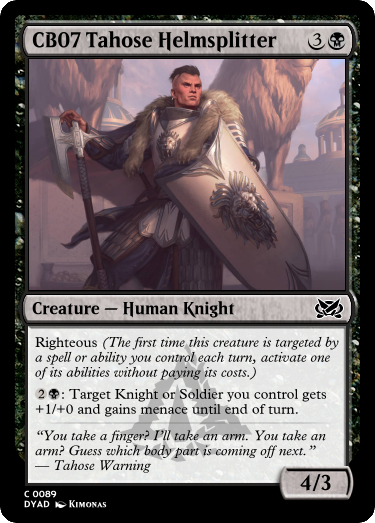 CB07 Tahose Helmsplitter 3
Creature — Human Knight
Righteous (The first time this creature is targeted
by a spell or ability you control each turn, activate one
of its abilities without paying its costs.)
2: Target Knight or Soldier you control gets
+1/+0 and gains menace until end of turn.
“You take a finger? I'll take an arm. You take an
arm? Guess which body part is coming off next.”
— Tahose Warning
4/3
C 0089
DYAD Kimonas